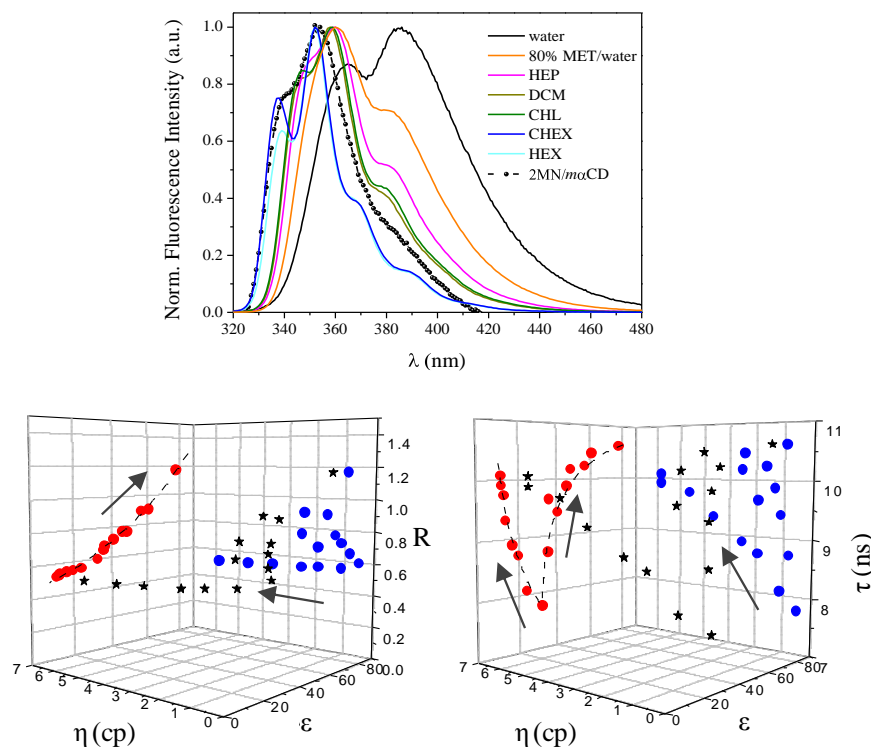 Norm. Fluorescence Intensity (a.u.)
1.0
0.8
0.6
0.4
0.2
0.0
320 340 360 380 400 420 440 460 480
λ (nm)
water
80% MET/water
HEP
DCM
CHL
CHEX
HEX
2MN/mαCD
1.4
1.2
1.0
0.8
0.6
0.4
0.2
0.0
R
7 6 5 4 3 2 1 0
η (cp)
0 20 40 60 80
ε
11
10
9
8
7
τ (ns)
7 6 5 4 3 2 1 0
η (cp)
0 20 40 60 80
ε